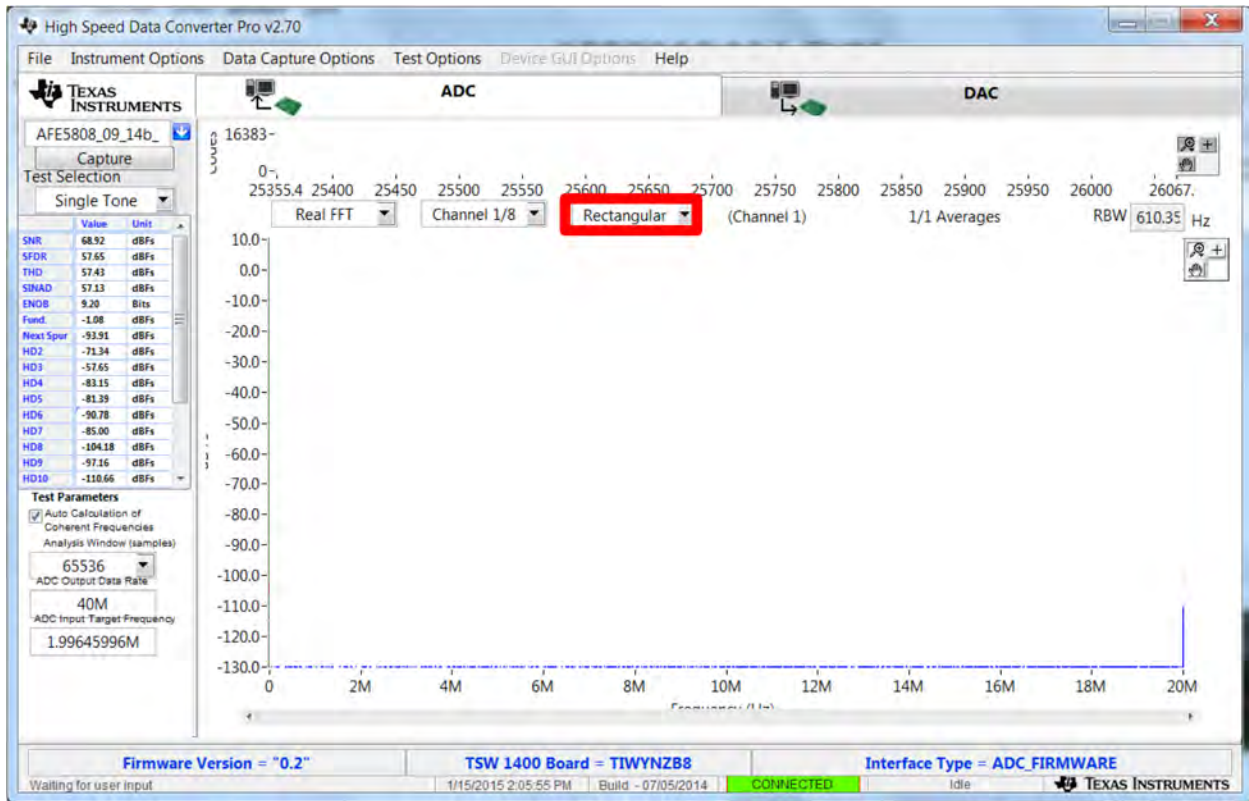 High Speed Data Converter Pro v2.70
File Instrument Options Data Capture Options Test Options Device GUI Options Help
TEXAS INSTRUMENTS
ADC
DAC
AFE5808_09_14b_
Capture
Test Selection
Single Tone
Value Unit
SNR 68.92 dBFs
SFDR 57.65 dBFs
THD 57.43 dBFs
SINAD 57.13 dBFs
ENOB 9.20 Bits
Fund. -1.08 dBFs
Next Spur -93.91 dBFs
HD2 -71.34 dBFs
HD3 -57.65 dBFs
HD4 -83.15 dBFs
HD5 -81.39 dBFs
HD6 -90.78 dBFs
HD7 -85.00 dBFs
HD8 -104.18 dBFs
HD9 -97.16 dBFs
HD10 -110.66 dBFs
Test Parameters
Auto Calculation of
Coherent Frequencies
Analysis Window (samples)
65536
ADC Output Data Rate
40M
ADC Input Target Frequency
1.99645996M
16383
0
25355.4 25400 25450 25500 25550 25600 25650 25700 25750 25800 25850 25900 25950 26000 26067.
Real FFT Channel 1/8 Rectangular (Channel 1) 1/1 Averages RBW 610.35 Hz
10.0
0.0
-10.0
-20.0
-30.0
-40.0
-50.0
-60.0
-70.0
-80.0
-90.0
-100.0
-110.0
-120.0
-130.0
0 2M 4M 6M 8M 10M 12M 14M 16M 18M 20M
Frequency (Hz)
Firmware Version = "0.2" TSW 1400 Board = TIWYNZB8 Interface Type = ADC_FIRMWARE
Waiting for user input 1/15/2015 2:05:55 PM Build - 07/05/2014 CONNECTED Idle TEXAS INSTRUMENTS